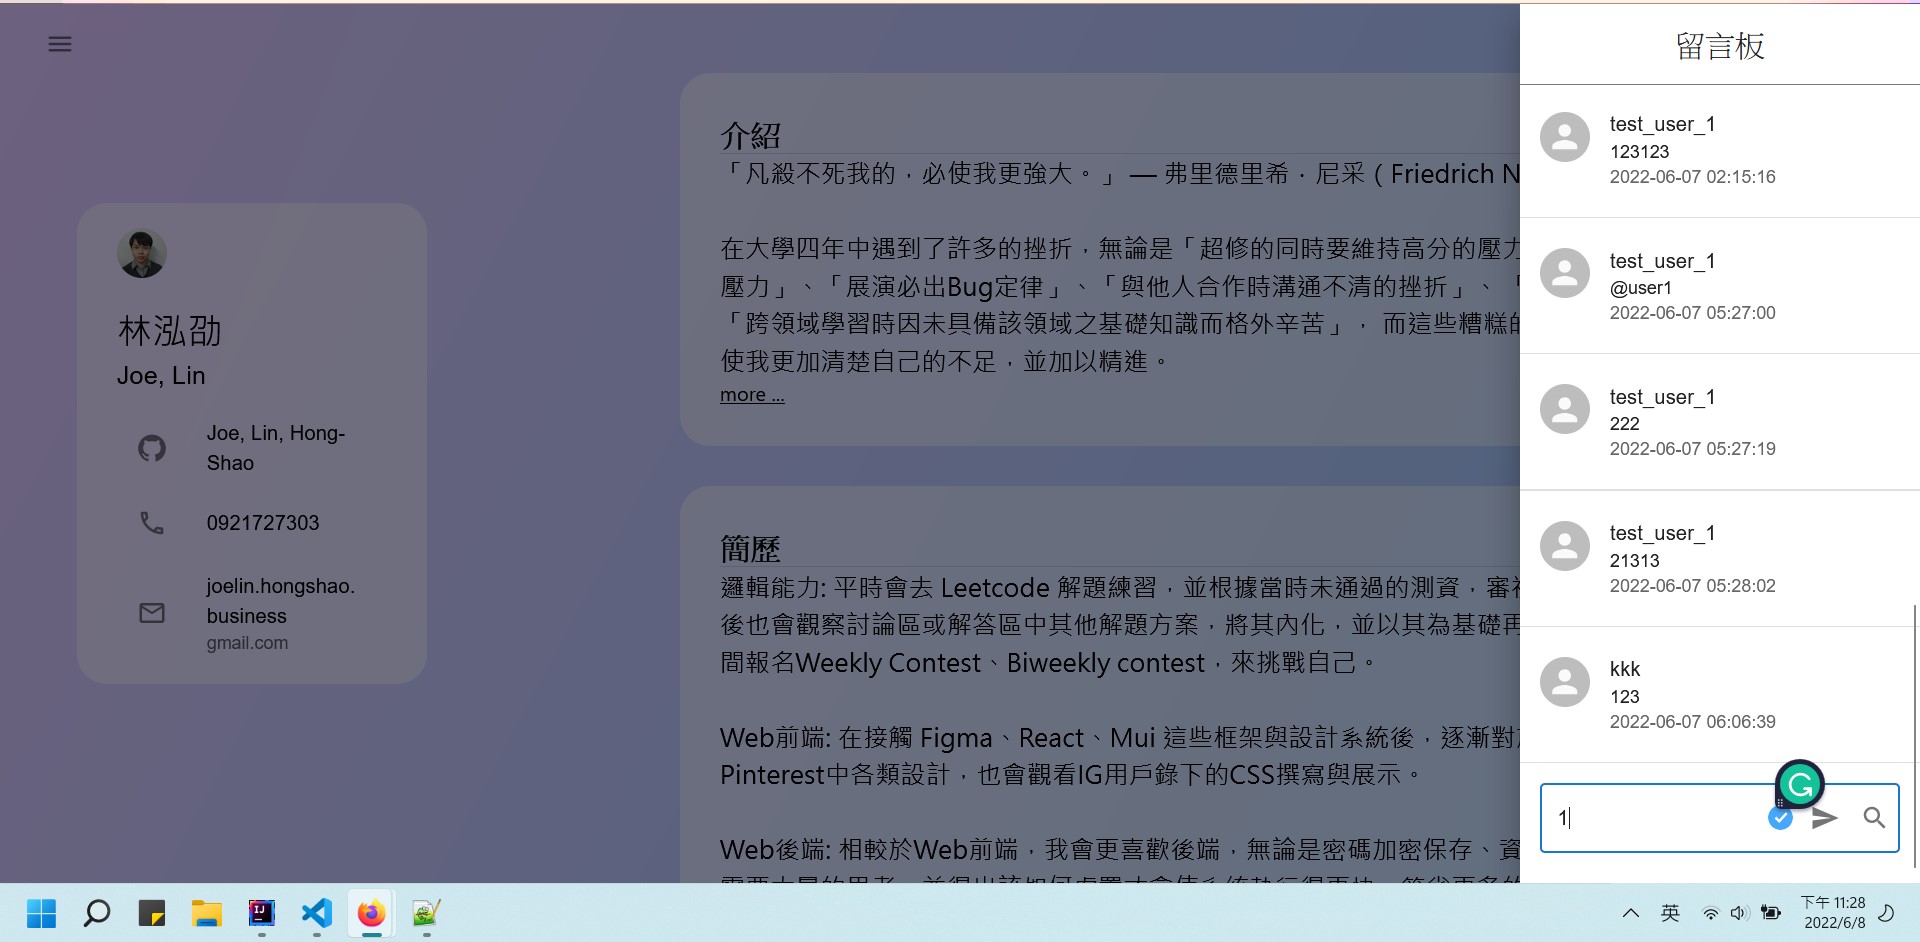 林泓劭
Joe, Lin
Joe, Lin, Hong-
Shao
0921727303
joelin.hongshao.
business
gmail.com
介紹
「凡殺不死我的，必使我更強大。」 — 弗里德里希．尼采 ( Friedrich N
在大學四年中遇到了許多的挫折，無論是「超修的同時要維持高分的壓力
壓力」、「展演必出Bug定律」、「與他人合作時溝通不清的挫折」、「
「跨領域學習時因未具備該領域之基礎知識而格外辛苦」， 而這些糟糕的
使我更加清楚自己的不足，並加以精進。
more ...
簡歷
邏輯能力: 平時會去 Leetcode 解題練習，並根據當時未通過的測資，審視
後也會觀察討論區或解答區中其他解題方案，將其內化，並以其為基礎再
間報名Weekly Contest、Biweekly contest，來挑戰自己。
Web前端: 在接觸 Figma、React、Mui 這些框架與設計系統後，逐漸對
Pinterest中各類設計，也會觀看IG用戶錄下的CSS撰寫與展示。
Web後端: 相較於Web前端，我會更喜歡後端，無論是密碼加密保存、資
留言板
test_user_1
123123
2022-06-07 02:15:16
test_user_1
@user1
2022-06-07 05:27:00
test_user_1
222
2022-06-07 05:27:19
test_user_1
21313
2022-06-07 05:28:02
kkk
123
2022-06-07 06:06:39
1
英
下午 11:28
2022/6/8